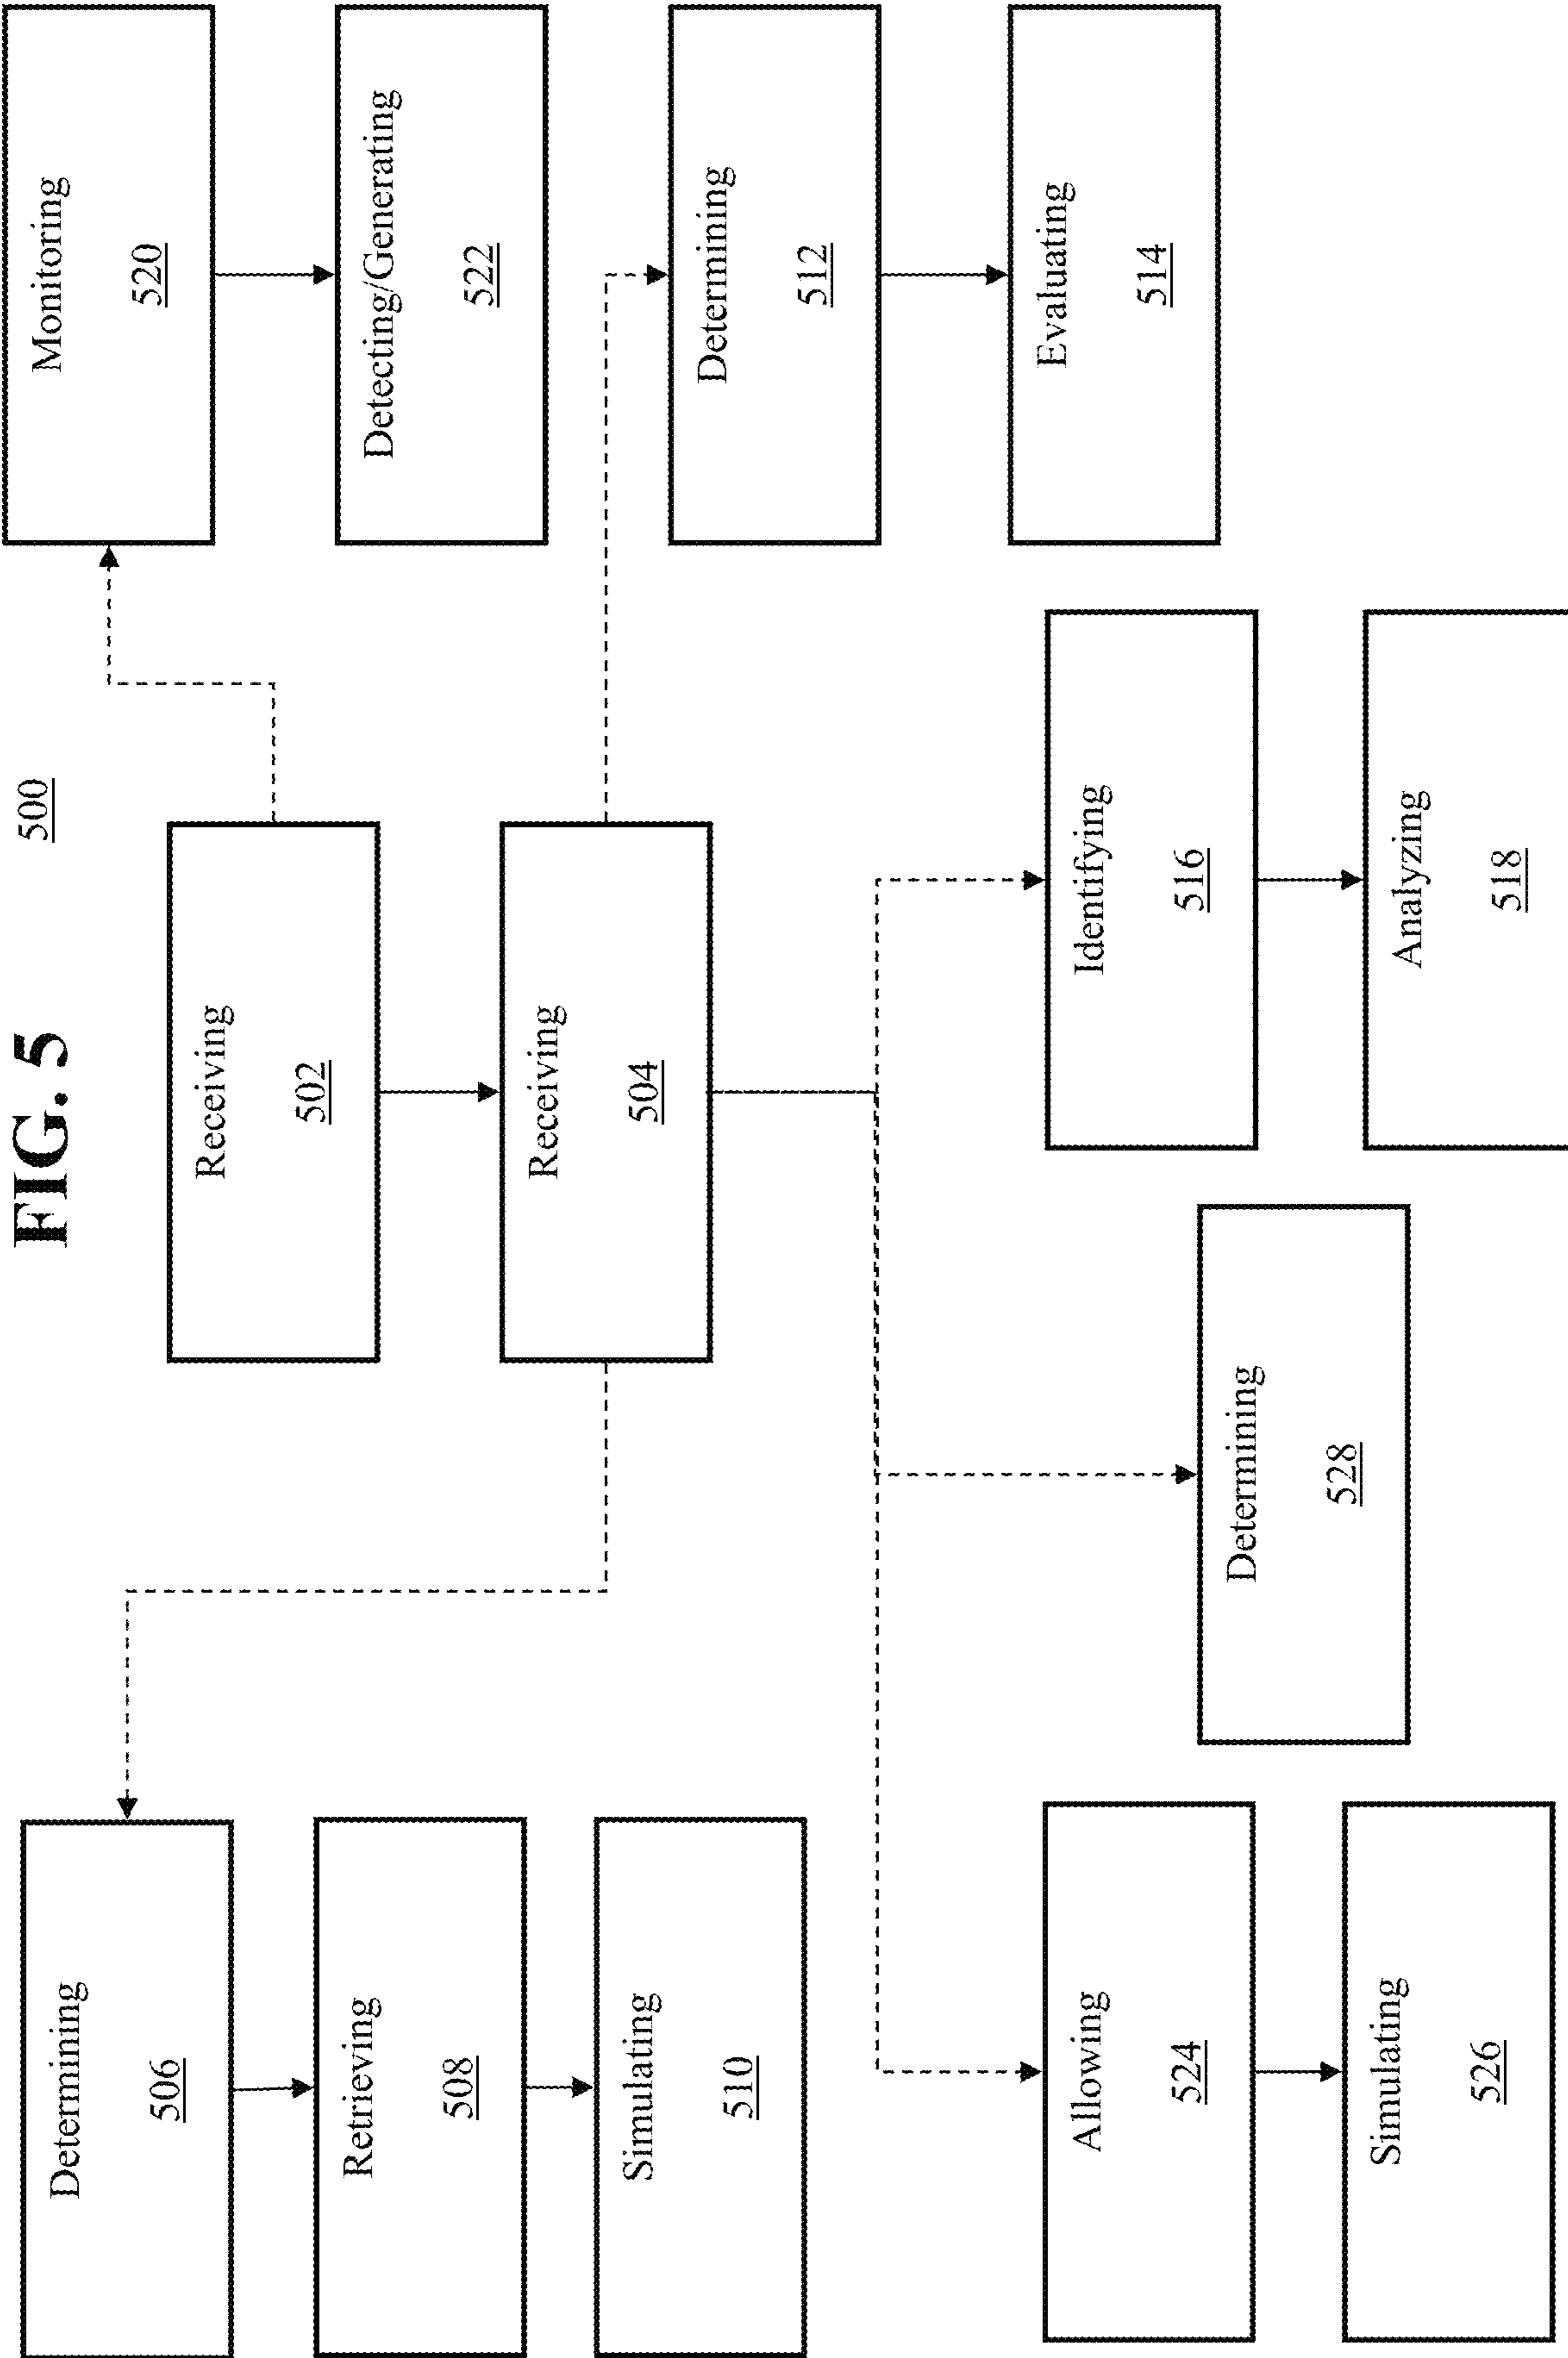 FIG. 5
500
Receiving
502
Receiving
504
Determining
506
Retrieving
508
Simulating
510
Monitoring
520
Detecting/Generating
522
Determining
512
Evaluating
514
Allowing
524
Simulating
526
Determining
528
Identifying
516
Analyzing
518